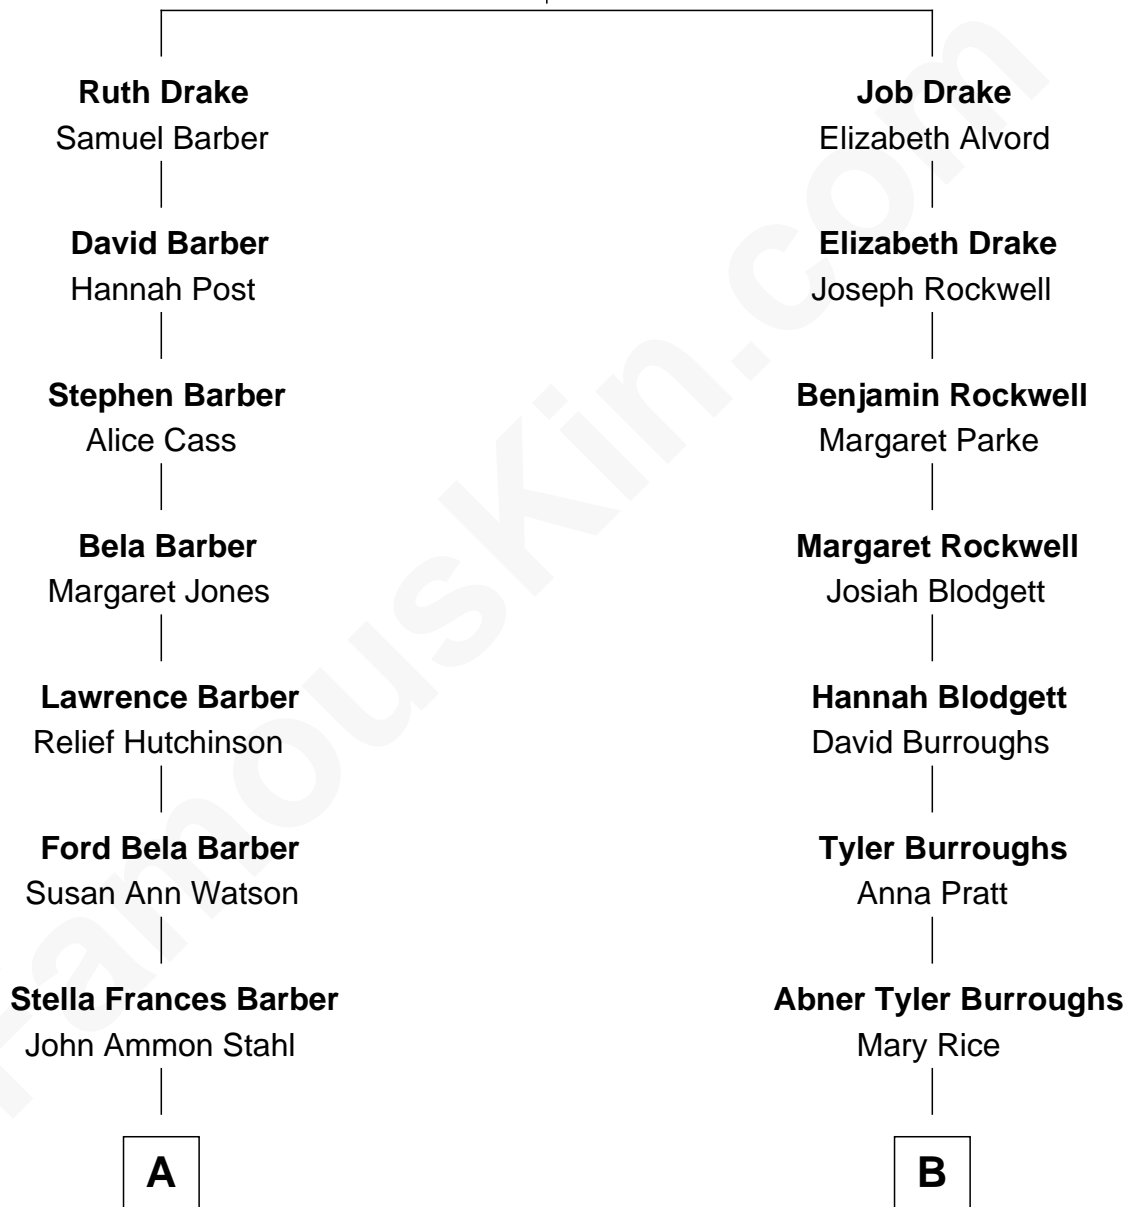 Ruth Drake
Samuel Barber
David Barber
Hannah Post
Stephen Barber
Alice Cass
Bela Barber
Margaret Jones
Lawrence Barber
Relief Hutchinson
Ford Bela Barber
Susan Ann Watson
Stella Frances Barber
John Ammon Stahl
A
Job Drake
Elizabeth Alvord
Elizabeth Drake
Joseph Rockwell
Benjamin Rockwell
Margaret Parke
Margaret Rockwell
Josiah Blodgett
Hannah Blodgett
David Burroughs
Tyler Burroughs
Anna Pratt
Abner Tyler Burroughs
Mary Rice
B
FamousKin.com